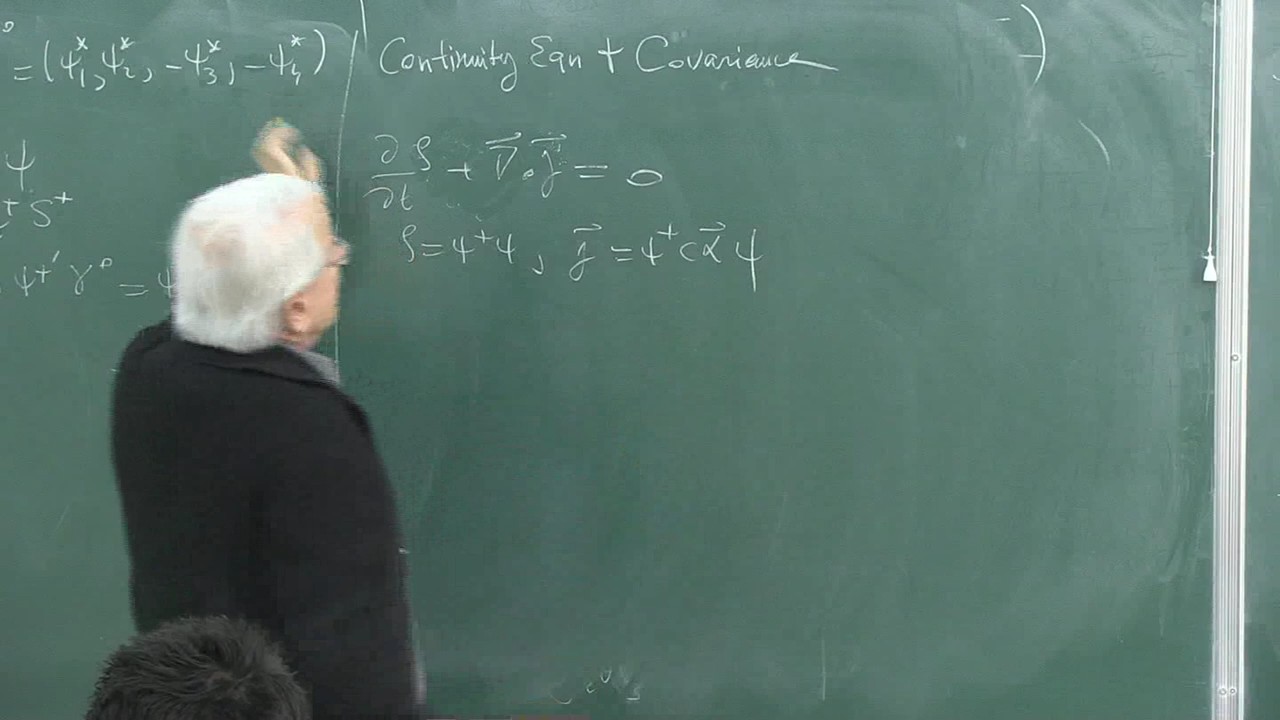 = (ψ₁*, ψ₂*, -ψ₃*, -ψ₄*)
ψ
S⁺
ψ⁺′ γ⁰ = ψ
Continuity Eqn + Covariance
∂ρ/∂t + ∇⃗·j⃗ = 0
ρ = ψ⁺ψ, j⃗ = ψ⁺cα⃗ψ